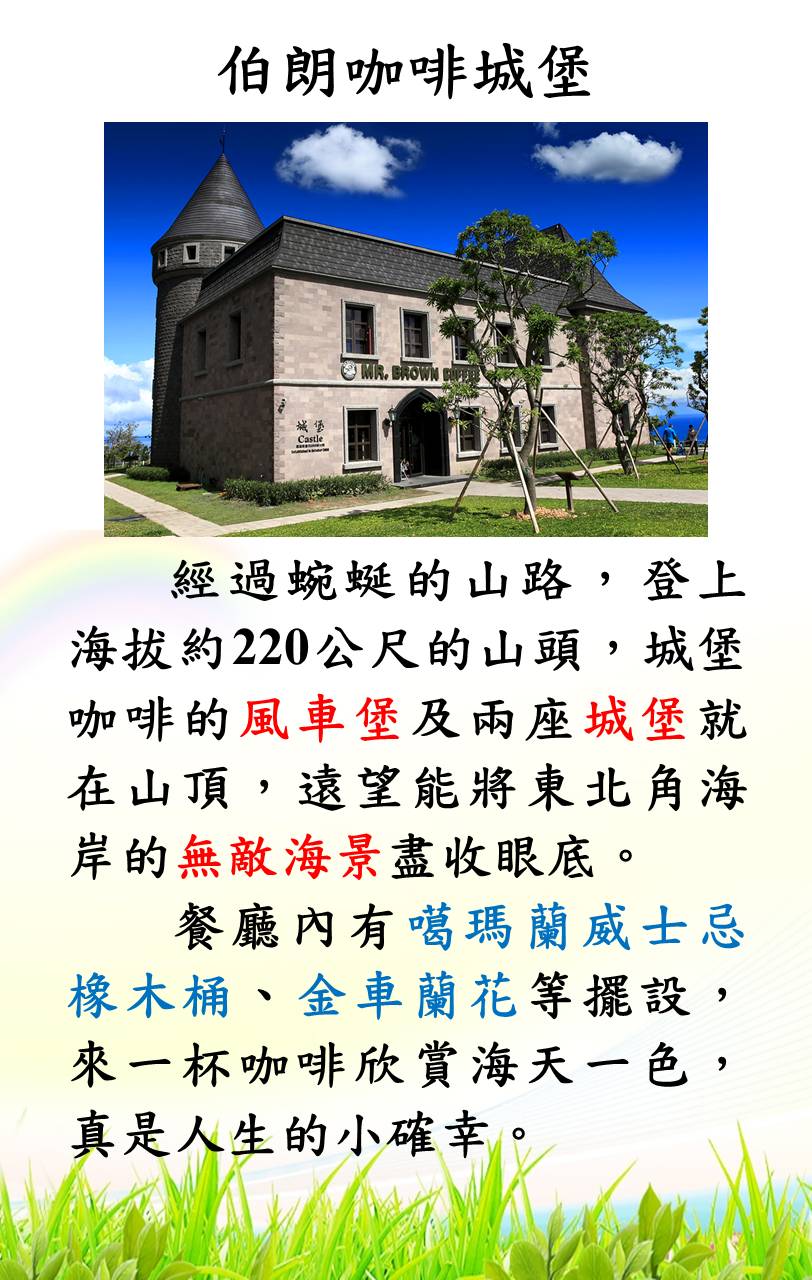 伯朗咖啡城堡
MR. BROWN COFFEE
城堡
Castle
經過蜿蜒的山路，登上
海拔約220公尺的山頭，城堡
咖啡的風車堡及兩座城堡就
在山頂，遠望能將東北角海
岸的無敵海景盡收眼底。
餐廳內有噶瑪蘭威士忌
橡木桶、金車蘭花等擺設，
來一杯咖啡欣賞海天一色，
真是人生的小確幸。